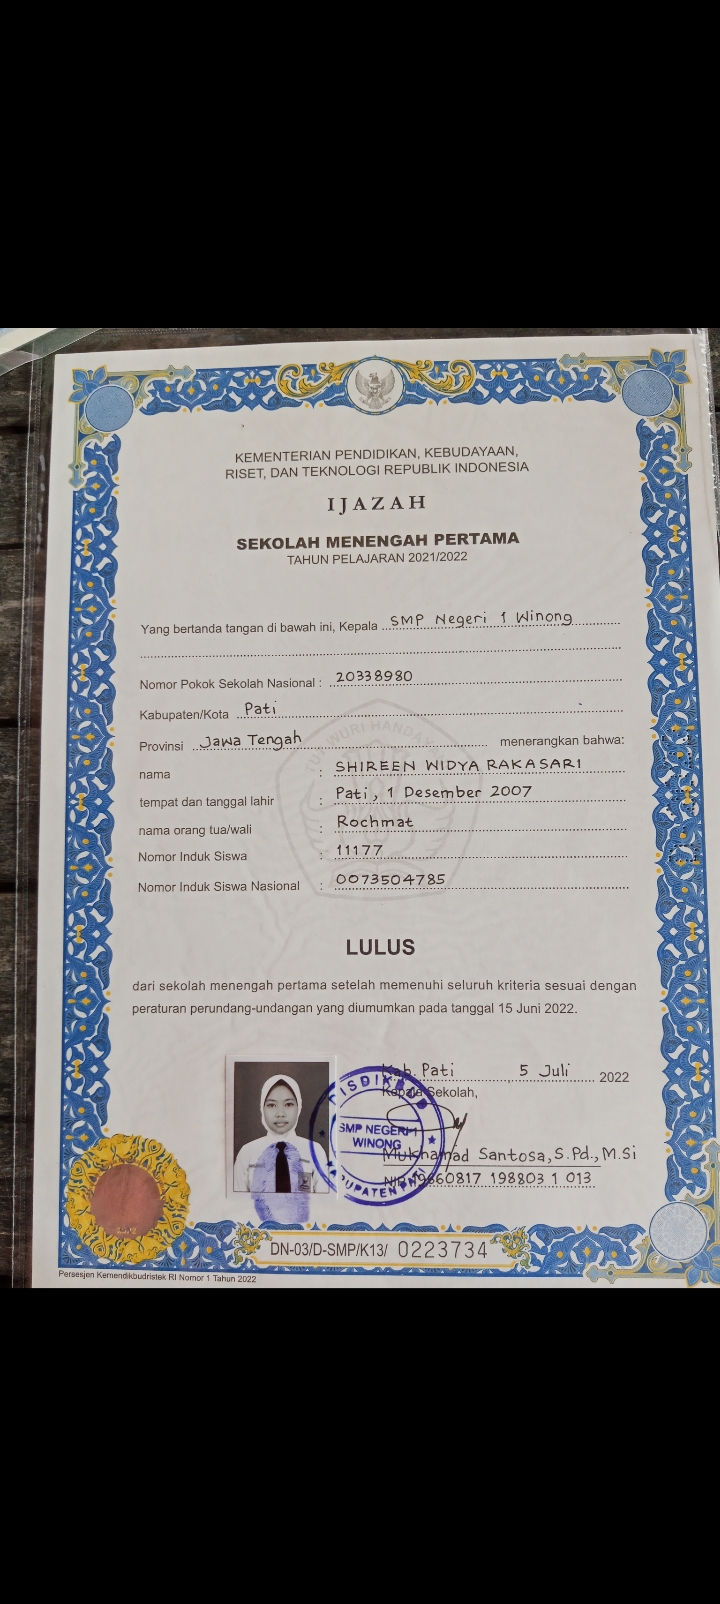 KEMENTERIAN PENDIDIKAN, KEBUDAYAAN,
RISET, DAN TEKNOLOGI REPUBLIK INDONESIA
IJAZAH
SEKOLAH MENENGAH PERTAMA
TAHUN PELAJARAN 2021/2022
Yang bertanda tangan di bawah ini, Kepala SMP Negeri 1 Winong
Nomor Pokok Sekolah Nasional : 20338980
Kabupaten/Kota Pati
Provinsi Jawa Tengah menerangkan bahwa:
nama : SHIREEN WIDYA RAKASARI
tempat dan tanggal lahir : Pati, 1 Desember 2007
nama orang tua/wali : Rochmat
Nomor Induk Siswa : 11177
Nomor Induk Siswa Nasional : 0073504785
LULUS
dari sekolah menengah pertama setelah memenuhi seluruh kriteria sesuai dengan
peraturan perundang-undangan yang diumumkan pada tanggal 15 Juni 2022.
Kab. Pati, 5 Juli 2022
Kepala Sekolah,
SMP NEGERI 1
WINONG
KABUPATEN PATI
Mukhamad Santosa, S.Pd., M.Si
NIP 19660817 198803 1 013
DN-03/D-SMP/K13/ 0223734
Persesjen Kemendikbudristek RI Nomor 1 Tahun 2022